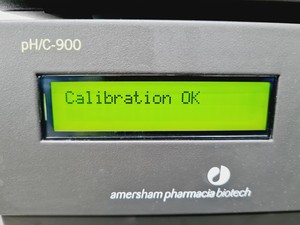 pH/C-900
Calibration OK
amersham pharmacia biotech